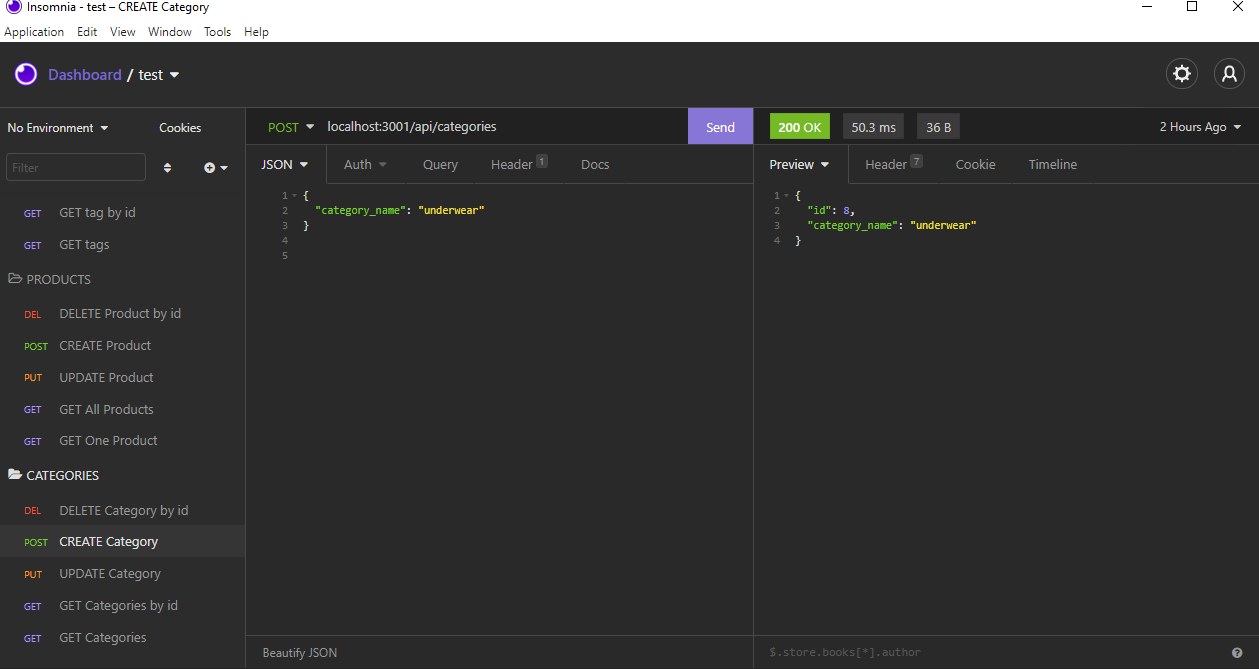 Insomnia - test – CREATE Category
Application Edit View Window Tools Help
Dashboard / test
No Environment Cookies
Filter
GET GET tag by id
GET GET tags
PRODUCTS
DEL DELETE Product by id
POST CREATE Product
PUT UPDATE Product
GET GET All Products
GET GET One Product
CATEGORIES
DEL DELETE Category by id
POST CREATE Category
PUT UPDATE Category
GET GET Categories by id
GET GET Categories
POST localhost:3001/api/categories Send
JSON Auth Query Header 1 Docs
1 {
2 "category_name": "underwear"
3 }
4
5
Beautify JSON
200 OK 50.3 ms 36 B 2 Hours Ago
Preview Header 7 Cookie Timeline
1 {
2 "id": 8,
3 "category_name": "underwear"
4 }
$.store.books[*].author